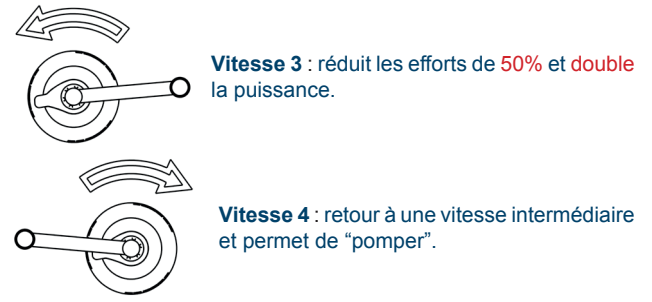 Vitesse 3 : réduit les efforts de 50% et double
la puissance.
Vitesse 4 : retour à une vitesse intermédiaire
et permet de “pomper”.